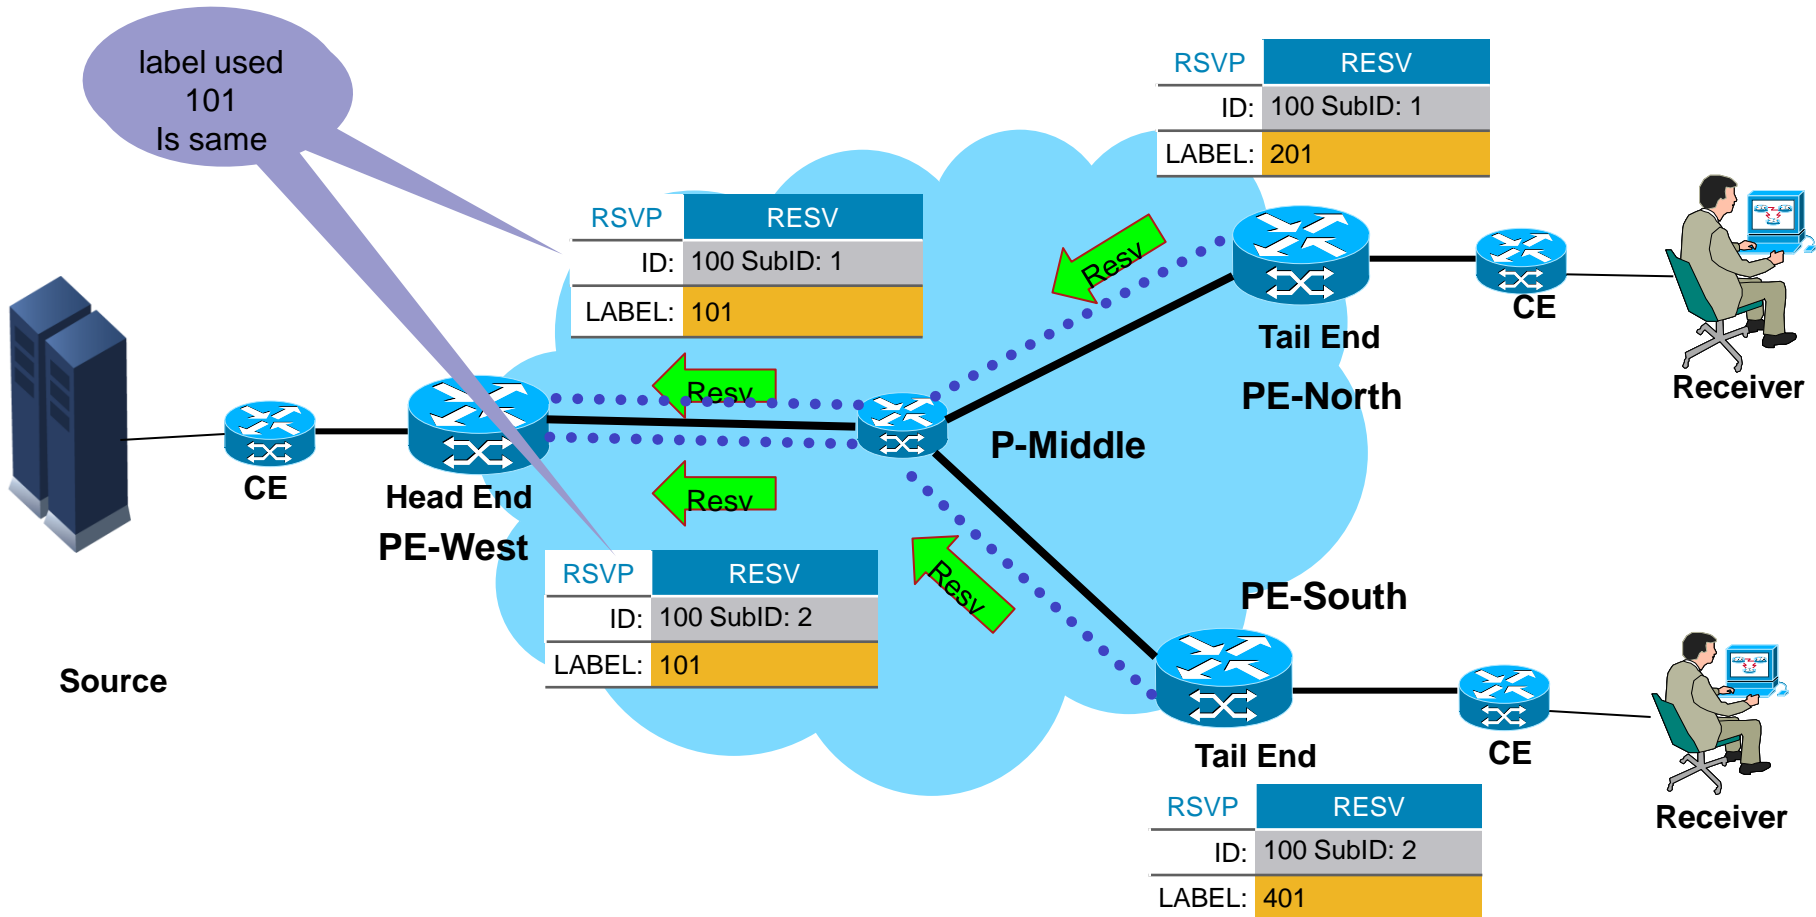 label used
101
Is same
RSVP RESV
ID: 100 SubID: 1
LABEL: 201
RSVP RESV
ID: 100 SubID: 1
LABEL: 101
Resv
Resv
CE
Tail End
PE-North
Receiver
P-Middle
CE
Head End
PE-West
Resv
Resv
RSVP RESV
ID: 100 SubID: 2
LABEL: 101
PE-South
Source
Tail End
CE
Receiver
RSVP RESV
ID: 100 SubID: 2
LABEL: 401